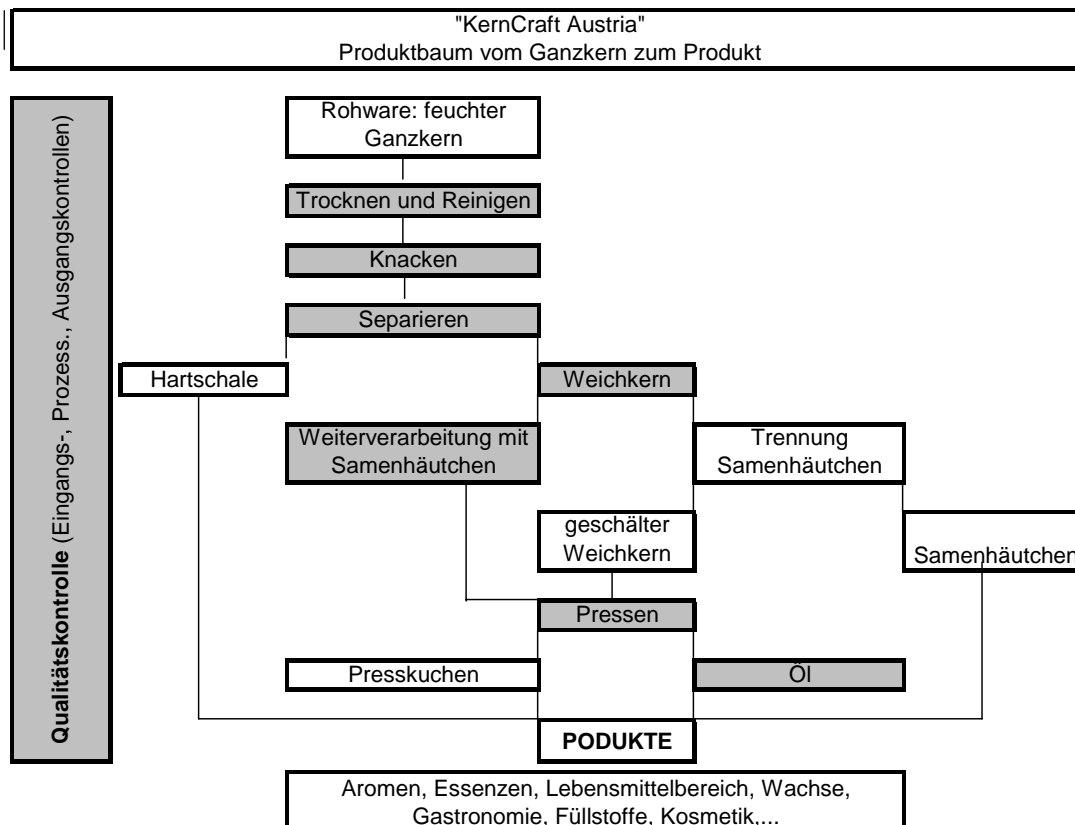 "KernCraft Austria"
Produktbaum vom Ganzkern zum Produkt
Qualitätskontrolle (Eingangs-, Prozess., Ausgangskontrollen)
Rohware: feuchter
Ganzkern
Trocknen und Reinigen
Knacken
Separieren
Hartschale
Weichkern
Weiterverarbeitung mit
Samenhäutchen
Trennung
Samenhäutchen
geschälter
Weichkern
Samenhäutchen
Pressen
Presskuchen
Öl
PODUKTE
Aromen, Essenzen, Lebensmittelbereich, Wachse,
Gastronomie, Füllstoffe, Kosmetik,...